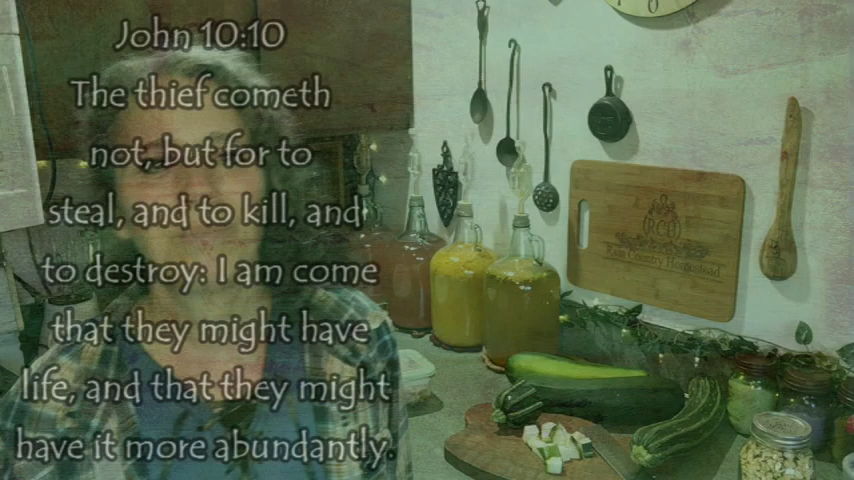 John 10:10
The thief cometh
not, but for to
steal, and to kill, and
to destroy: I am come
that they might have
life, and that they might
have it more abundantly.
RCH
Rain Country Homestead